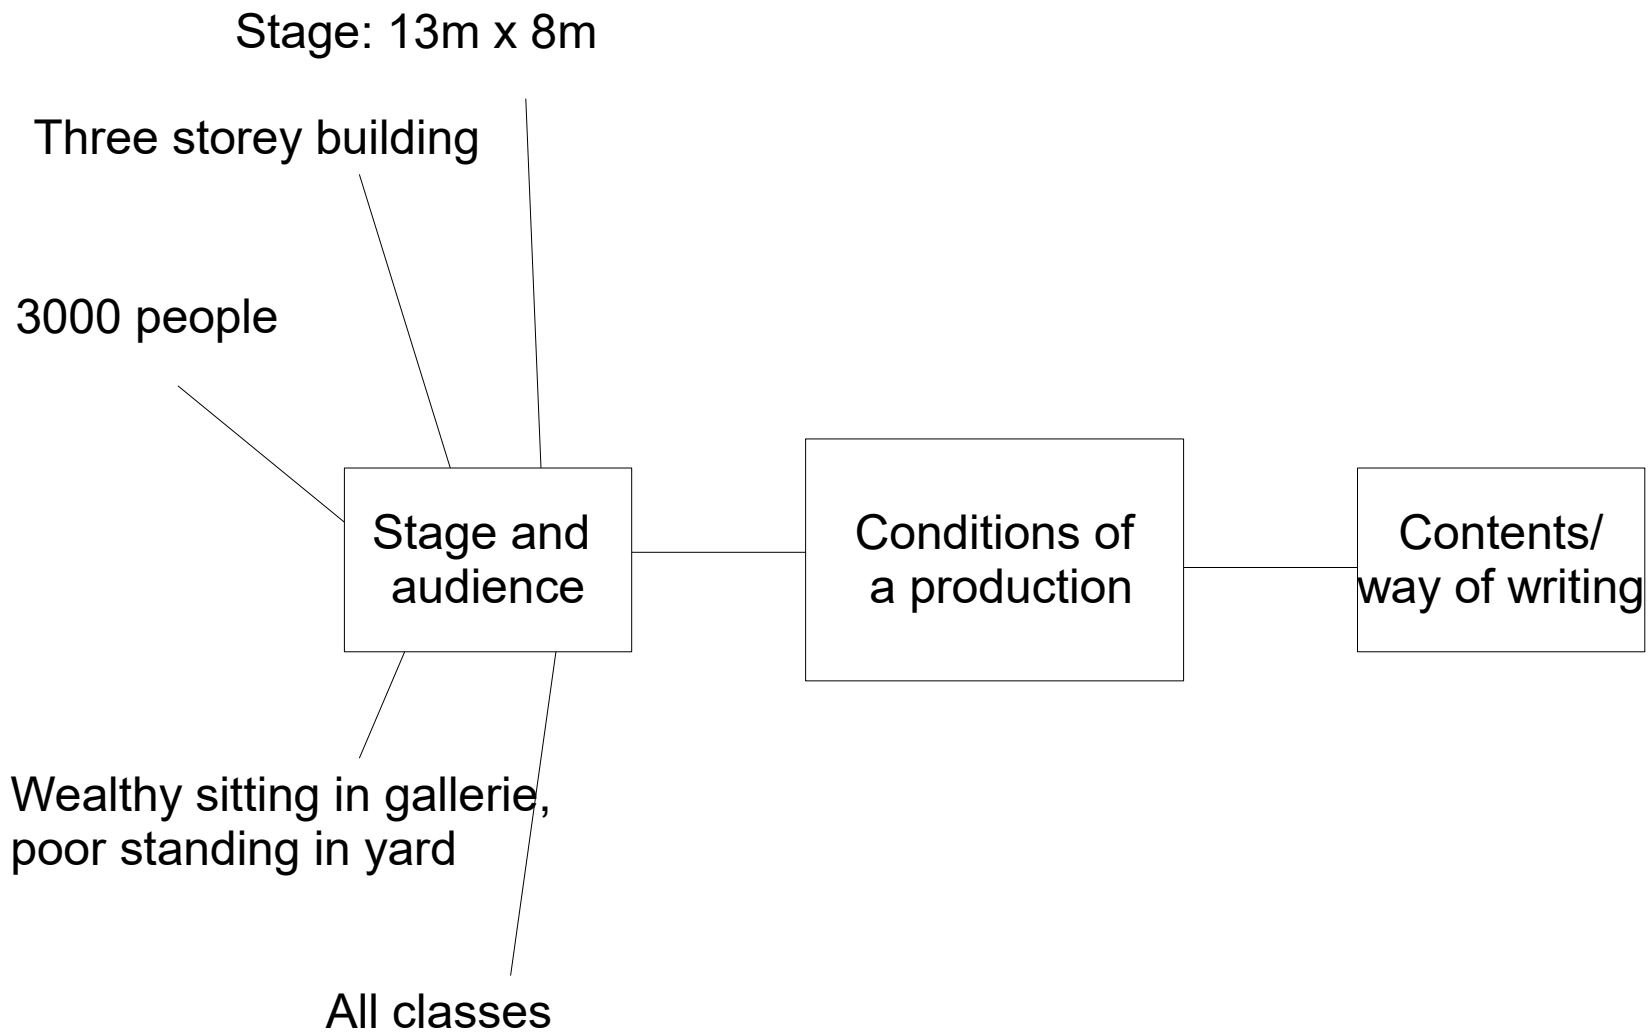 Stage: 13m x 8m
Three storey building
3000 people
Stage and
audience
Conditions of
a production
Contents/
way of writing
Wealthy sitting in gallerie,
poor standing in yard
All classes